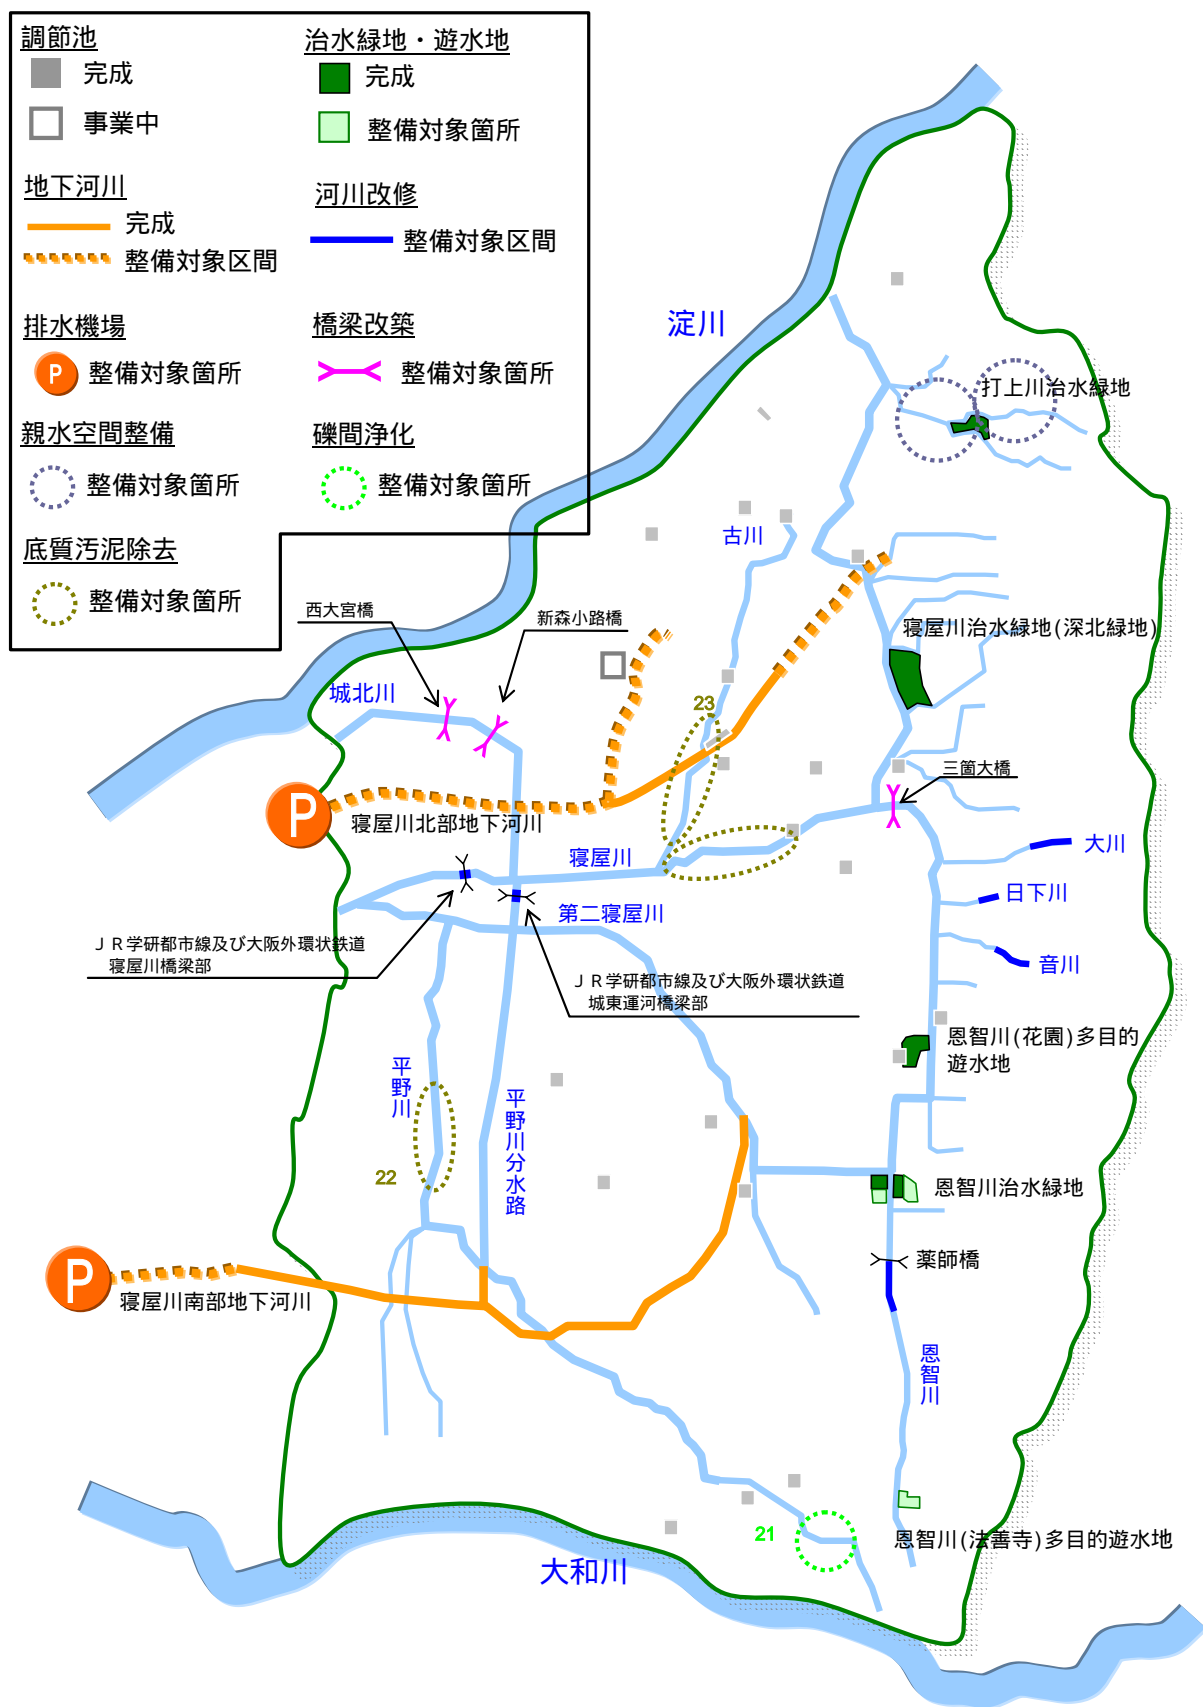 調節池
完成
事業中
治水緑地・遊水地
完成
整備対象箇所
地下河川
完成
整備対象区間
河川改修
整備対象区間
排水機場
P
整備対象箇所
橋梁改築
整備対象箇所
親水空間整備
整備対象箇所
礫間浄化
整備対象箇所
底質汚泥除去
整備対象箇所
淀川
打上川治水緑地
古川
西大宮橋
新森小路橋
寝屋川治水緑地(深北緑地)
城北川
23
三箇大橋
P
寝屋川北部地下河川
寝屋川
大川
日下川
第二寝屋川
JR学研都市線及び大阪外環状鉄道
寝屋川橋梁部
音川
JR学研都市線及び大阪外環状鉄道
城東運河橋梁部
恩智川(花園)多目的
遊水地
平野川
平野川分水路
22
恩智川治水緑地
薬師橋
P
寝屋川南部地下河川
恩智川
21
恩智川(法善寺)多目的遊水地
大和川